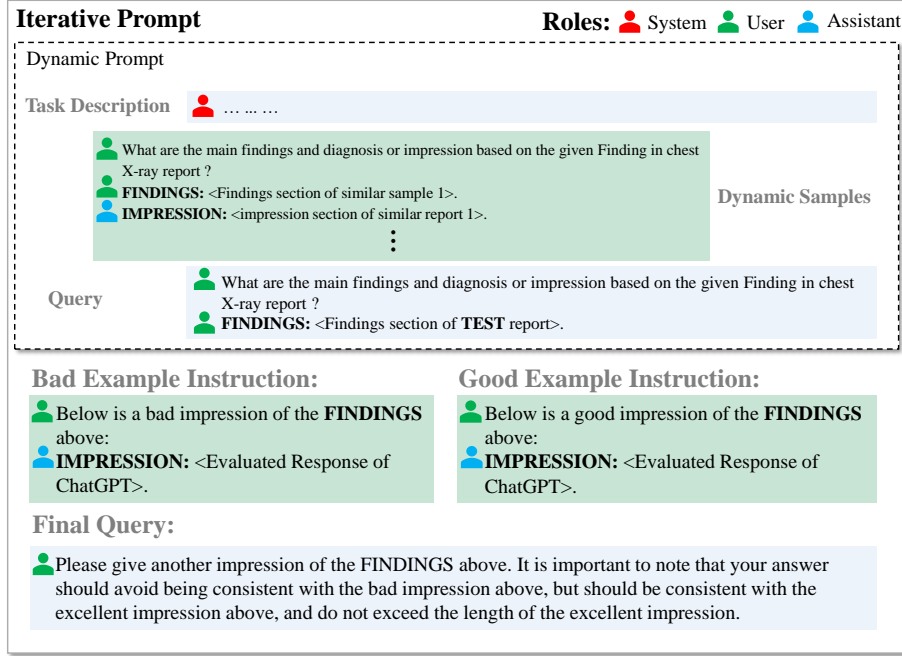 Iterative Prompt
Roles: System User Assistant
Dynamic Prompt
Task Description
... ... ...
What are the main findings and diagnosis or impression based on the given Finding in chest
X-ray report ?
FINDINGS: <Findings section of similar sample 1>.
IMPRESSION: <impression section of similar report 1>.
⋮
Dynamic Samples
Query
What are the main findings and diagnosis or impression based on the given Finding in chest
X-ray report ?
FINDINGS: <Findings section of TEST report>.
Bad Example Instruction:
Below is a bad impression of the FINDINGS
above:
IMPRESSION: <Evaluated Response of
ChatGPT>.
Good Example Instruction:
Below is a good impression of the FINDINGS
above:
IMPRESSION: <Evaluated Response of
ChatGPT>.
Final Query:
Please give another impression of the FINDINGS above. It is important to note that your answer
should avoid being consistent with the bad impression above, but should be consistent with the
excellent impression above, and do not exceed the length of the excellent impression.